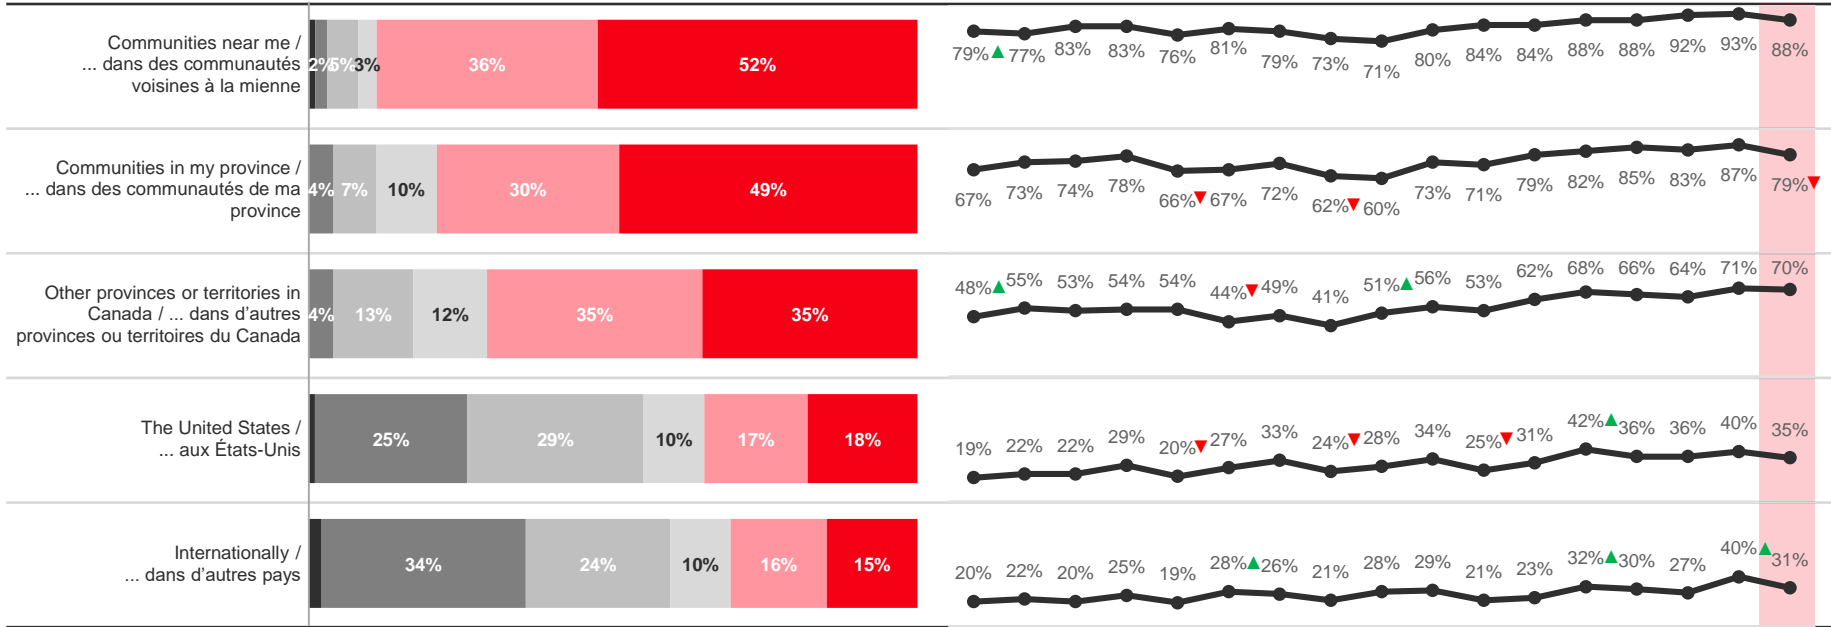 Communities near me /
... dans des communautés
voisines à la mienne
2% 5% 3% 36% 52%
79% 77% 83% 83% 76% 81% 79% 73% 71% 80% 84% 84% 88% 88% 92% 93% 88%
Communities in my province /
... dans des communautés de ma
province
4% 7% 10% 30% 49%
67% 73% 74% 78% 66% 67% 72% 62% 60% 73% 71% 79% 82% 85% 83% 87% 79%
Other provinces or territories in
Canada / ... dans d’autres
provinces ou territoires du Canada
4% 13% 12% 35% 35%
48% 55% 53% 54% 54% 44% 49% 41% 51% 56% 53% 62% 68% 66% 64% 71% 70%
The United States /
... aux États-Unis
25% 29% 10% 17% 18%
19% 22% 22% 29% 20% 27% 33% 24% 28% 34% 25% 31% 42% 36% 36% 40% 35%
Internationally /
... dans d’autres pays
34% 24% 10% 16% 15%
20% 22% 20% 25% 19% 28% 26% 21% 28% 29% 21% 23% 32% 30% 27% 40% 31%